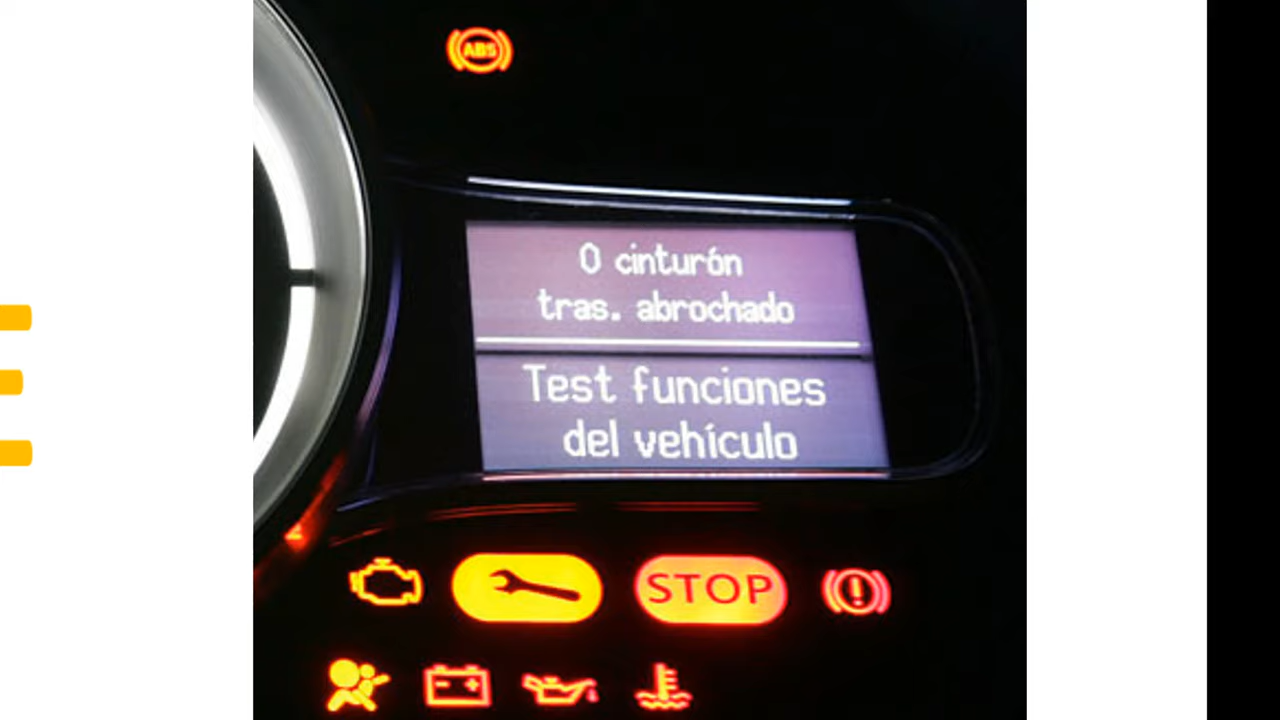 ABS
0 cinturón
tras. abrochado
Test funciones
del vehículo
STOP